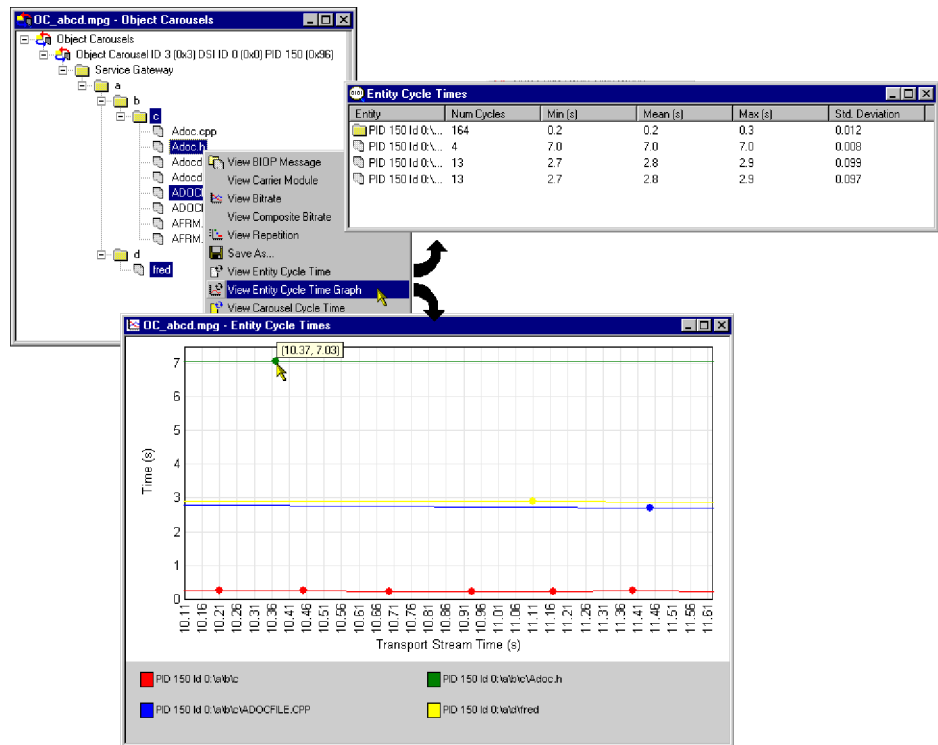 OC_abcd.mpg - Object Carousels
Object Carousels
Object Carousel ID 3 (0x3) DSI ID 0 (0x0) PID 150 (0x96)
Service Gateway
a
b
c
Adoc.cpp
Adoc.h
Adocd
Adocd
ADOC
ADOC
AFRM.
AFRM.
d
fred
View BIOP Message
View Carrier Module
View Bitrate
View Composite Bitrate
View Repetition
Save As...
View Entity Cycle Time
View Entity Cycle Time Graph
View Carousel Cycle Time
Entity Cycle Times
Entity Num Cycles Min (s) Mean (s) Max (s) Std. Deviation
PID 150 Id 0:\... 164 0.2 0.2 0.3 0.012
PID 150 Id 0:\... 4 7.0 7.0 7.0 0.008
PID 150 Id 0:\... 13 2.7 2.8 2.9 0.099
PID 150 Id 0:\... 13 2.7 2.8 2.9 0.097
OC_abcd.mpg - Entity Cycle Times
(10.37, 7.03)
7
6
5
4
3
2
1
0
Time (s)
10.11 10.16 10.21 10.26 10.31 10.36 10.41 10.46 10.51 10.56 10.61 10.66 10.71 10.76 10.81 10.86 10.91 10.96 11.01 11.06 11.11 11.16 11.21 11.26 11.31 11.36 11.41 11.46 11.51 11.56 11.61
Transport Stream Time (s)
PID 150 Id 0:\a\b\c
PID 150 Id 0:\a\b\c\Adoc.h
PID 150 Id 0:\a\b\c\ADOCFILE.CPP
PID 150 Id 0:\a\d\fred